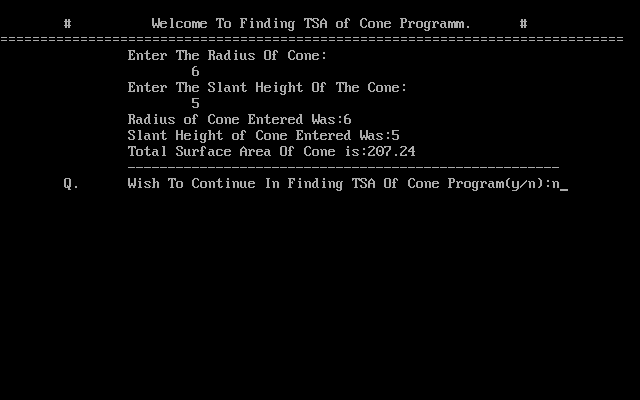 # Welcome To Finding TSA of Cone Programm. #
==============================================================================
Enter The Radius Of Cone:
6
Enter The Slant Height Of The Cone:
5
Radius of Cone Entered Was:6
Slant Height of Cone Entered Was:5
Total Surface Area Of Cone is:207.24
------------------------------------------------------
Q. Wish To Continue In Finding TSA Of Cone Program(y/n):n_